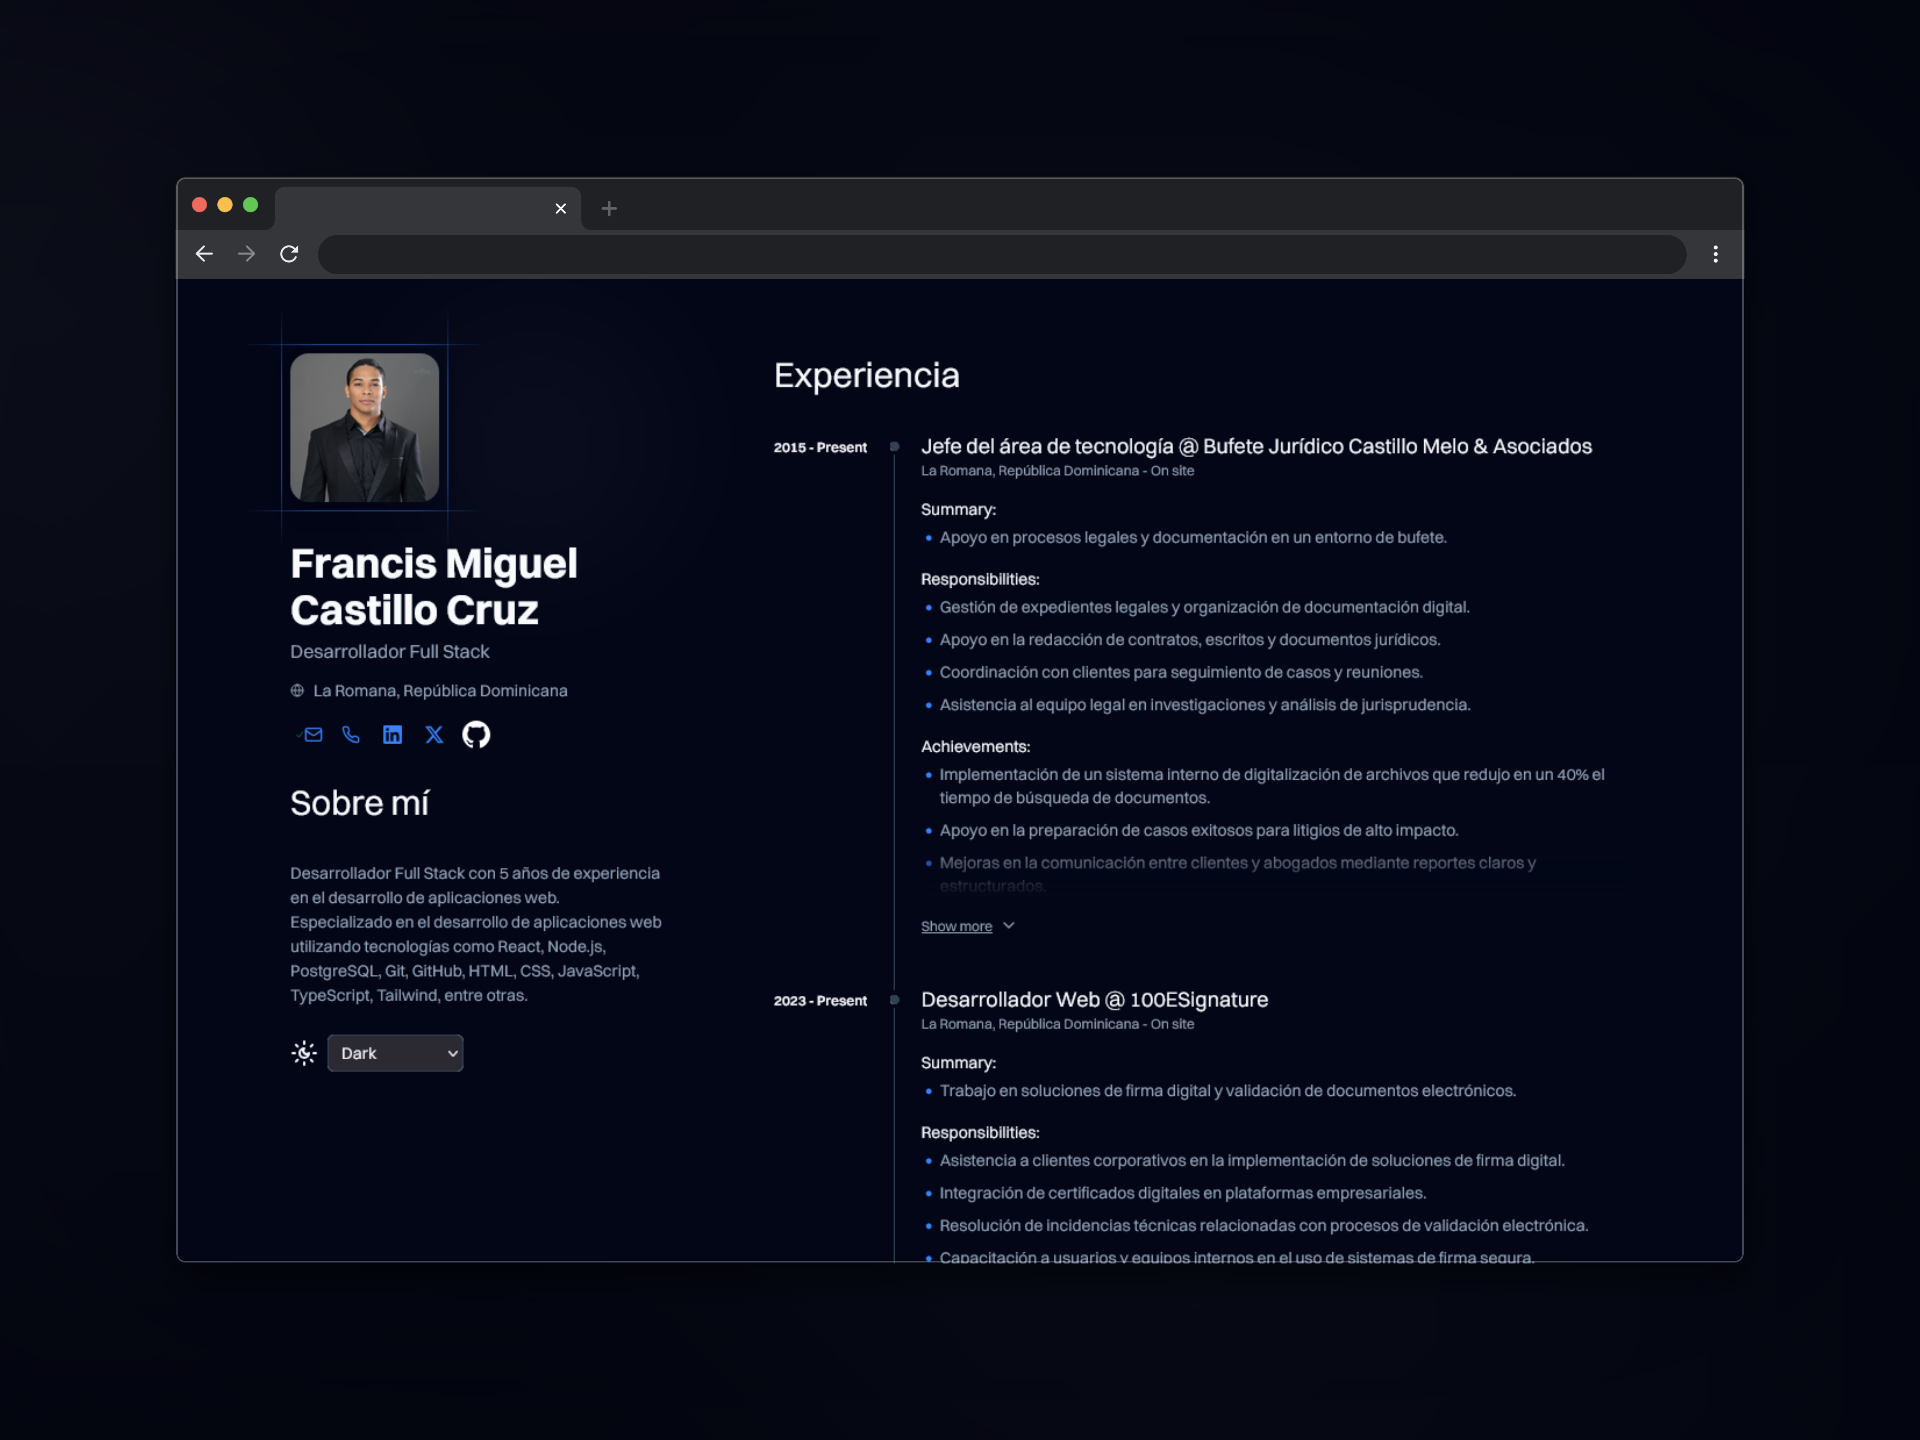 Francis Miguel
Castillo Cruz
Desarrollador Full Stack
La Romana, República Dominicana
Sobre mí
Desarrollador Full Stack con 5 años de experiencia
en el desarrollo de aplicaciones web.
Especializado en el desarrollo de aplicaciones web
utilizando tecnologías como React, Node.js,
PostgreSQL, Git, GitHub, HTML, CSS, JavaScript,
TypeScript, Tailwind, entre otras.
Dark
Experiencia
2015 - Present
Jefe del área de tecnología @ Bufete Jurídico Castillo Melo & Asociados
La Romana, República Dominicana - On site
Summary:
• Apoyo en procesos legales y documentación en un entorno de bufete.
Responsibilities:
• Gestión de expedientes legales y organización de documentación digital.
• Apoyo en la redacción de contratos, escritos y documentos jurídicos.
• Coordinación con clientes para seguimiento de casos y reuniones.
• Asistencia al equipo legal en investigaciones y análisis de jurisprudencia.
Achievements:
• Implementación de un sistema interno de digitalización de archivos que redujo en un 40% el
tiempo de búsqueda de documentos.
• Apoyo en la preparación de casos exitosos para litigios de alto impacto.
• Mejoras en la comunicación entre clientes y abogados mediante reportes claros y
estructurados.
Show more
2023 - Present
Desarrollador Web @ 100ESignature
La Romana, República Dominicana - On site
Summary:
• Trabajo en soluciones de firma digital y validación de documentos electrónicos.
Responsibilities:
• Asistencia a clientes corporativos en la implementación de soluciones de firma digital.
• Integración de certificados digitales en plataformas empresariales.
• Resolución de incidencias técnicas relacionadas con procesos de validación electrónica.
• Capacitación a usuarios y equipos internos en el uso de sistemas de firma segura.